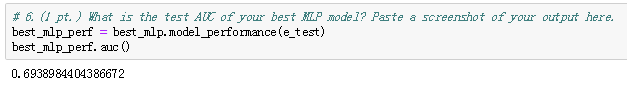 # 6. (1 pt.) What is the test AUC of your best MLP model? Paste a screenshot of your output here.
best_mlp_perf = best_mlp.model_performance(e_test)
best_mlp_perf.auc()
0.6938984404386672